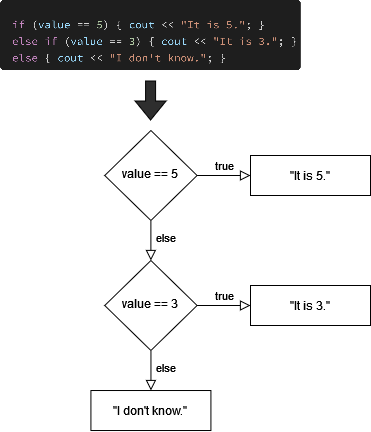 if (value == 5) { cout << "It is 5."; }
else if (value == 3) { cout << "It is 3."; }
else { cout << "I don't know."; }
value == 5
true
"It is 5."
else
value == 3
true
"It is 3."
else
"I don't know."